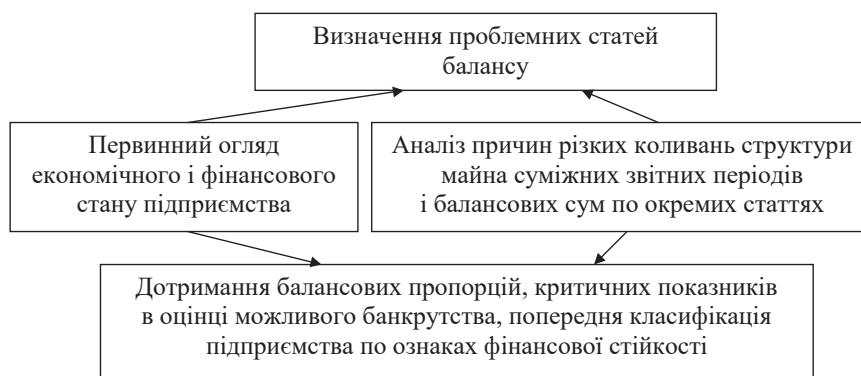 Визначення проблемних статей
балансу
Первинний огляд
економічного і фінансового
стану підприємства
Аналіз причин різких коливань структури
майна суміжних звітних періодів
і балансових сум по окремих статтях
Дотримання балансових пропорцій, критичних показників
в оцінці можливого банкрутства, попередня класифікація
підприємства по ознаках фінансової стійкості